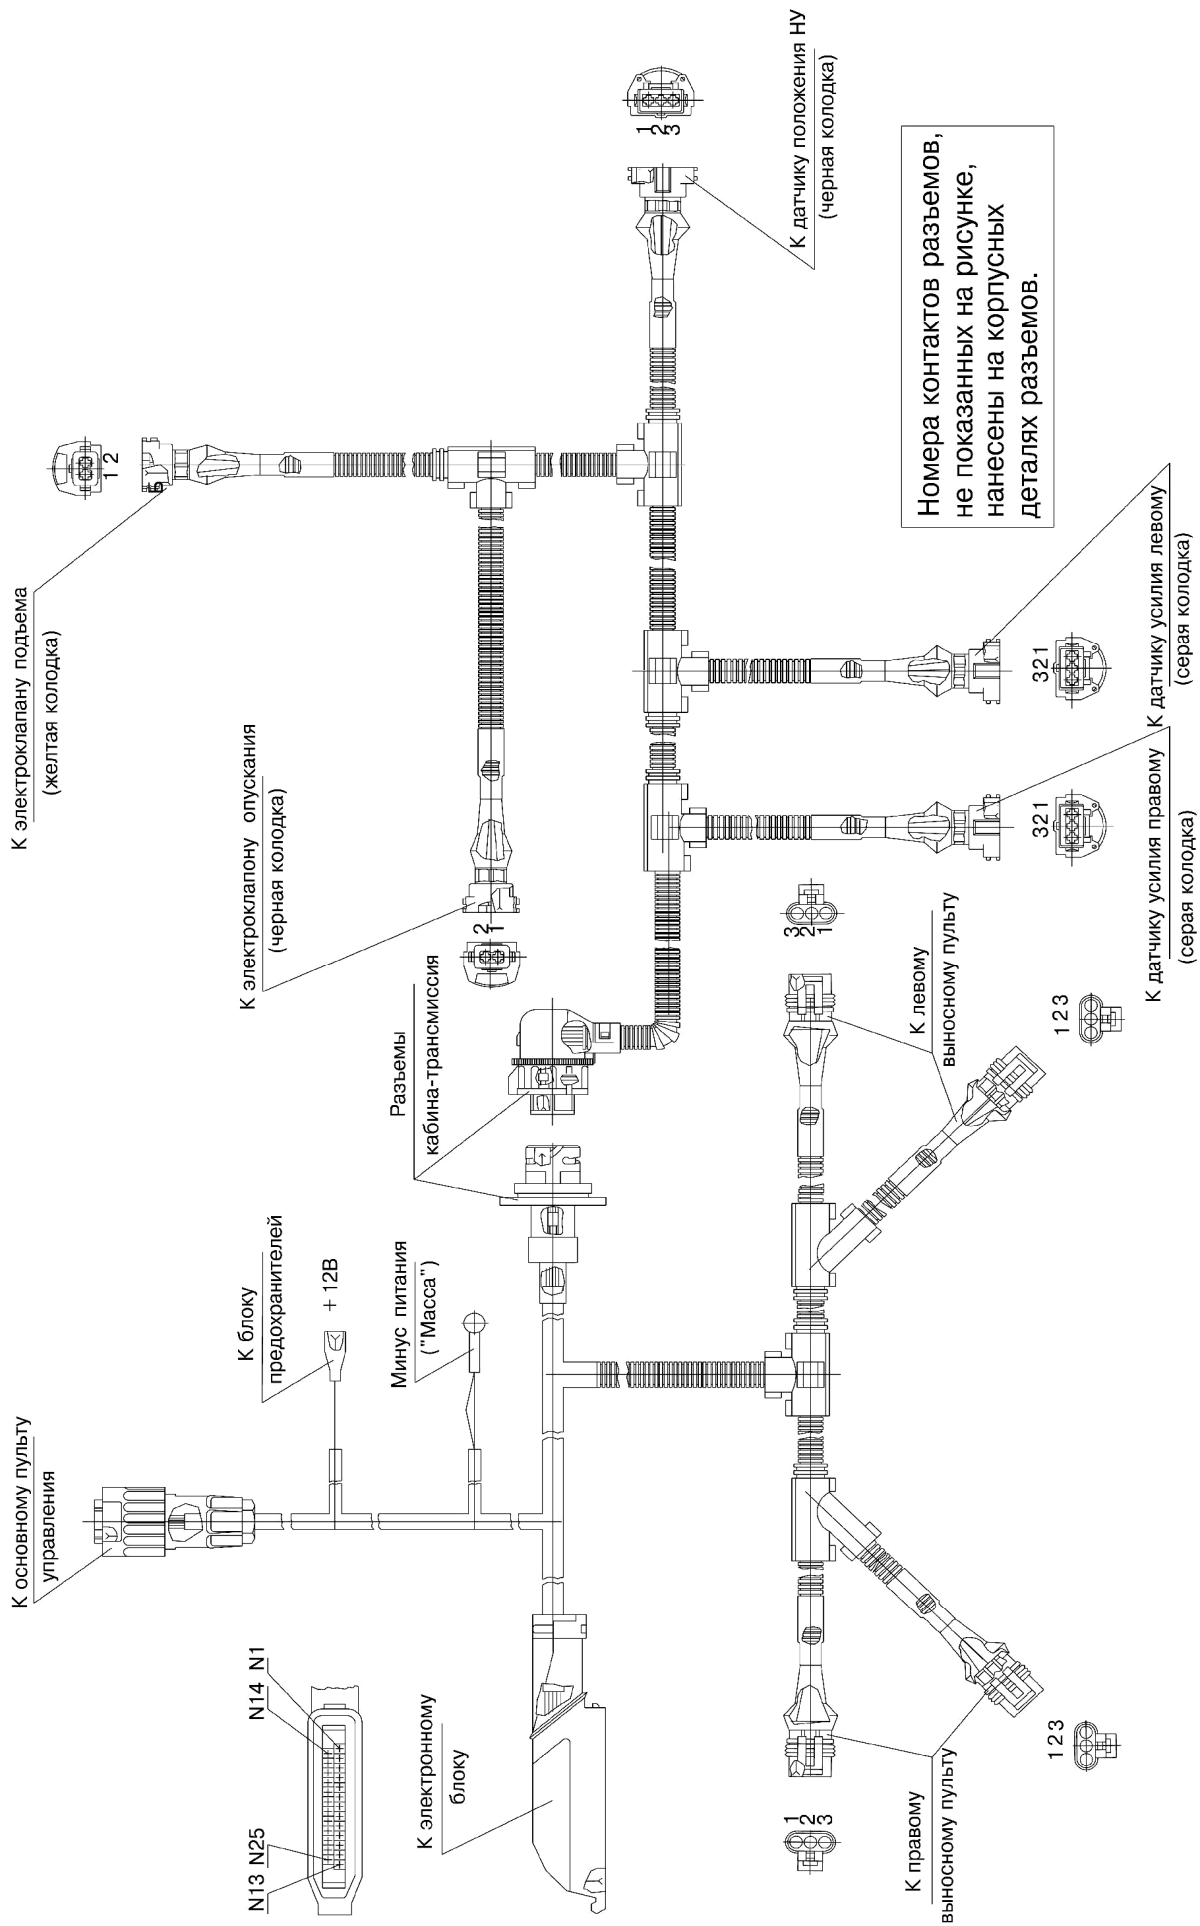 К основному пульту
управления
К блоку
предохранителей
+ 12В
Минус питания
("Масса")
N13 N25
N14 N1
К электронному
блоку
Разъемы
кабина-трансмиссия
К электроклапану подъема
(желтая колодка)
1 2
К электроклапону опускания
(черная колодка)
2
1
К датчику положения НУ
(черная колодка)
1
2
3
Номера контактов разъемов,
не показанных на рисунке,
нанесены на корпусных
деталях разъемов.
К датчику усилия левому
(серая колодка)
321
К датчику усилия правому
(серая колодка)
321
К левому
выносному пульту
3
2
1
1 2 3
К правому
выносному пульту
1
2
3
1 2 3